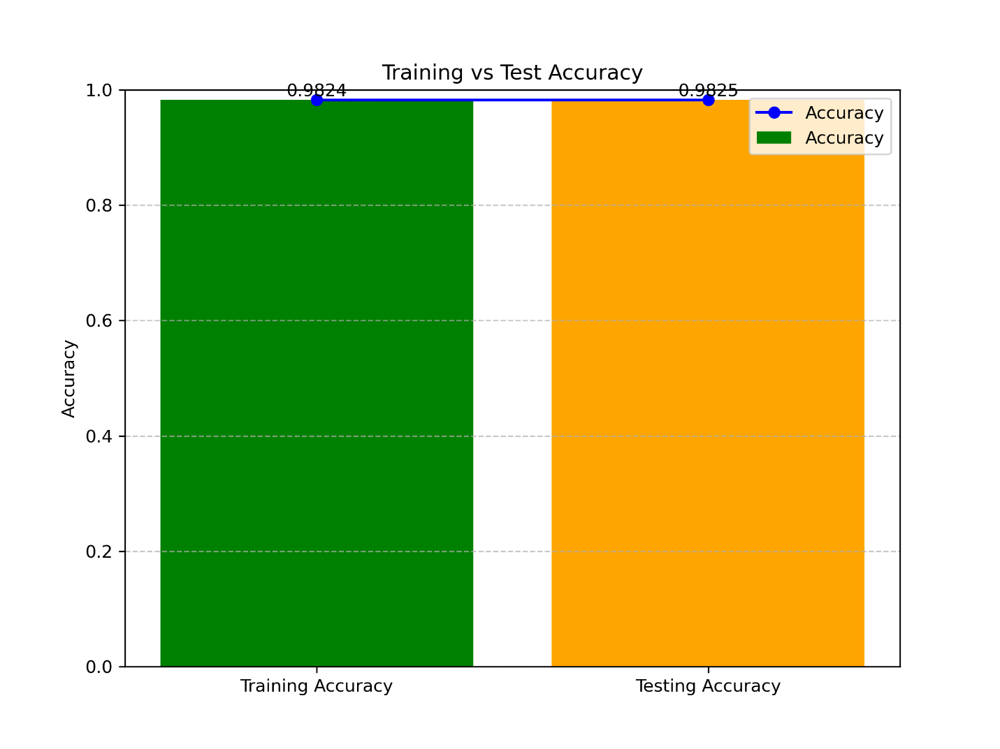 Training vs Test Accuracy
1.0
0.9824
0.9825
Accuracy
Accuracy
0.8
0.6
Accuracy
0.4
0.2
0.0
Training Accuracy
Testing Accuracy